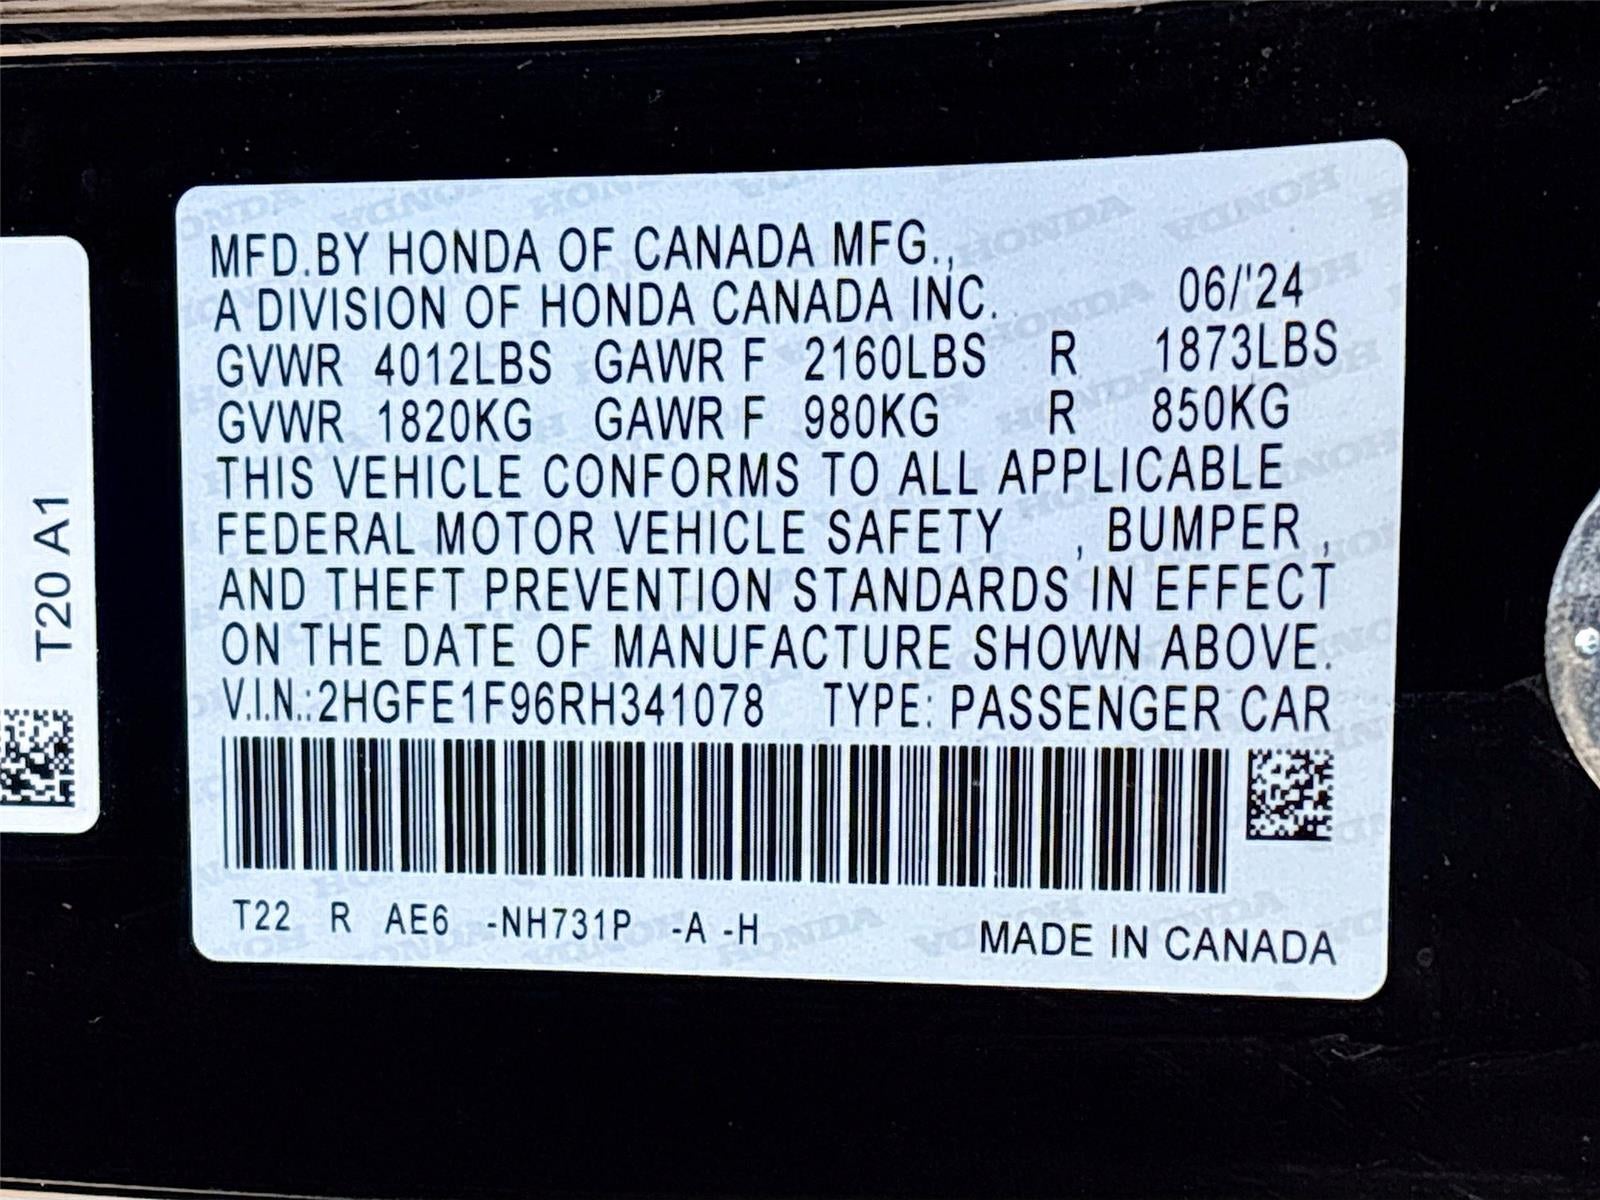 MFD.BY HONDA OF CANADA MFG.,
A DIVISION OF HONDA CANADA INC. 06/'24
GVWR 4012LBS GAWR F 2160LBS R 1873LBS
GVWR 1820KG GAWR F 980KG R 850KG
THIS VEHICLE CONFORMS TO ALL APPLICABLE
FEDERAL MOTOR VEHICLE SAFETY , BUMPER ,
AND THEFT PREVENTION STANDARDS IN EFFECT
ON THE DATE OF MANUFACTURE SHOWN ABOVE.
V.I.N.:2HGFE1F96RH341078 TYPE: PASSENGER CAR
T22 R AE6 -NH731P -A -H
MADE IN CANADA
T20 A1